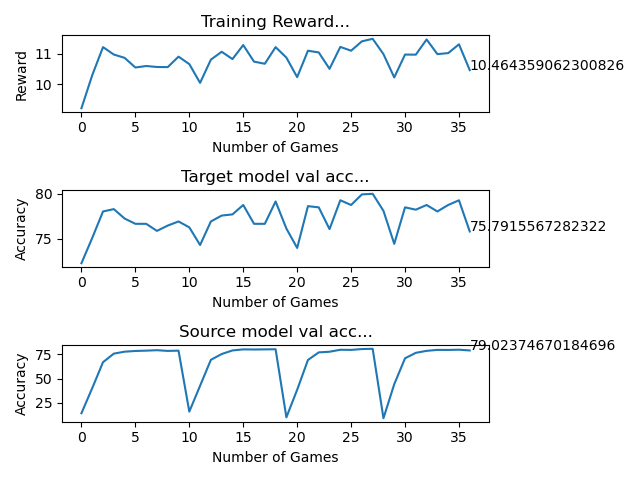 Training Reward...
11
10
Reward
10.464359062300826
0 5 10 15 20 25 30 35
Number of Games
Target model val acc...
80
75
Accuracy
75.7915567282322
0 5 10 15 20 25 30 35
Number of Games
Source model val acc...
75
50
25
Accuracy
79.02374670184696
0 5 10 15 20 25 30 35
Number of Games